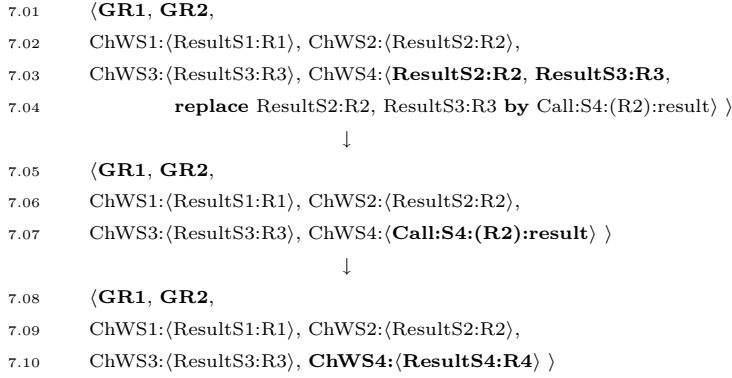 7.01 ⟨GR1, GR2,
7.02 ChWS1:⟨ResultS1:R1⟩, ChWS2:⟨ResultS2:R2⟩,
7.03 ChWS3:⟨ResultS3:R3⟩, ChWS4:⟨ResultS2:R2, ResultS3:R3,
7.04 replace ResultS2:R2, ResultS3:R3 by Call:S4:(R2):result⟩ ⟩
↓
7.05 ⟨GR1, GR2,
7.06 ChWS1:⟨ResultS1:R1⟩, ChWS2:⟨ResultS2:R2⟩,
7.07 ChWS3:⟨ResultS3:R3⟩, ChWS4:⟨Call:S4:(R2):result⟩ ⟩
↓
7.08 ⟨GR1, GR2,
7.09 ChWS1:⟨ResultS1:R1⟩, ChWS2:⟨ResultS2:R2⟩,
7.10 ChWS3:⟨ResultS3:R3⟩, ChWS4:⟨ResultS4:R4⟩ ⟩